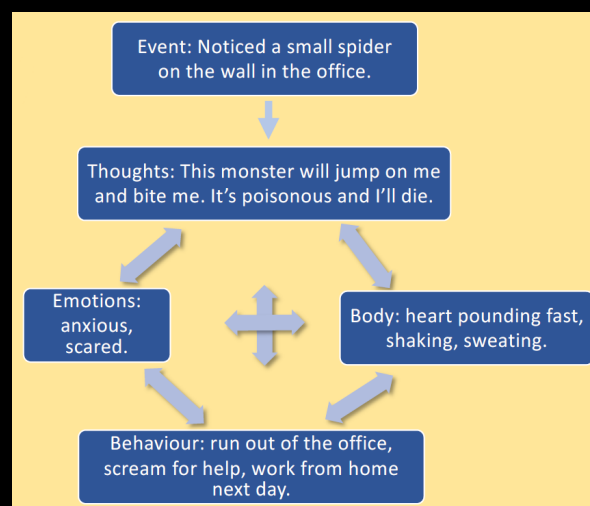 Event: Noticed a small spider
on the wall in the office.
Thoughts: This monster will jump on me
and bite me. It's poisonous and I'll die.
Emotions:
anxious,
scared.
Body: heart pounding fast,
shaking, sweating.
Behaviour: run out of the office,
scream for help, work from home
next day.